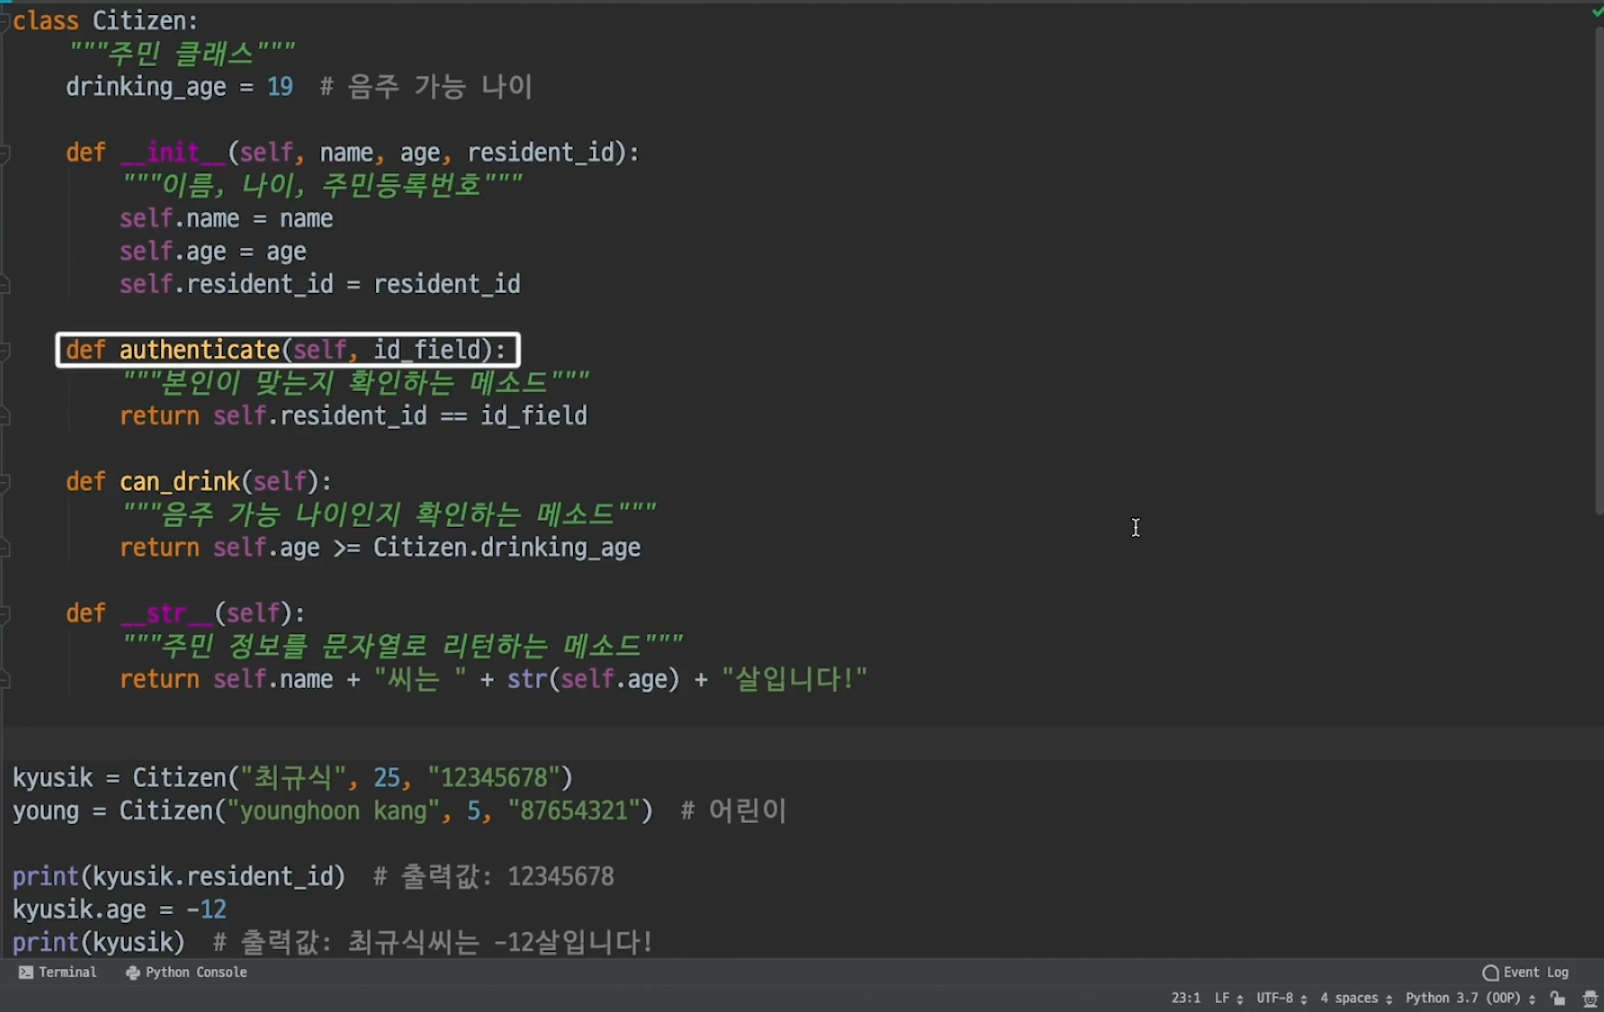 class Citizen:
"""주민 클래스"""
drinking_age = 19  # 음주 가능 나이
def __init__(self, name, age, resident_id):
"""이름, 나이, 주민등록번호"""
self.name = name
self.age = age
self.resident_id = resident_id
def authenticate(self, id_field):
"""본인이 맞는지 확인하는 메소드"""
return self.resident_id == id_field
def can_drink(self):
"""음주 가능 나이인지 확인하는 메소드"""
return self.age >= Citizen.drinking_age
def __str__(self):
"""주민 정보를 문자열로 리턴하는 메소드"""
return self.name + "씨는 " + str(self.age) + "살입니다!"
kyusik = Citizen("최규식", 25, "12345678")
young = Citizen("younghoon kang", 5, "87654321")  # 어린이
print(kyusik.resident_id)  # 출력값: 12345678
kyusik.age = -12
print(kyusik)  # 출력값: 최규식씨는 -12살입니다!
Terminal Python Console Event Log
23:1 LF UTF-8 4 spaces Python 3.7 (OOP)